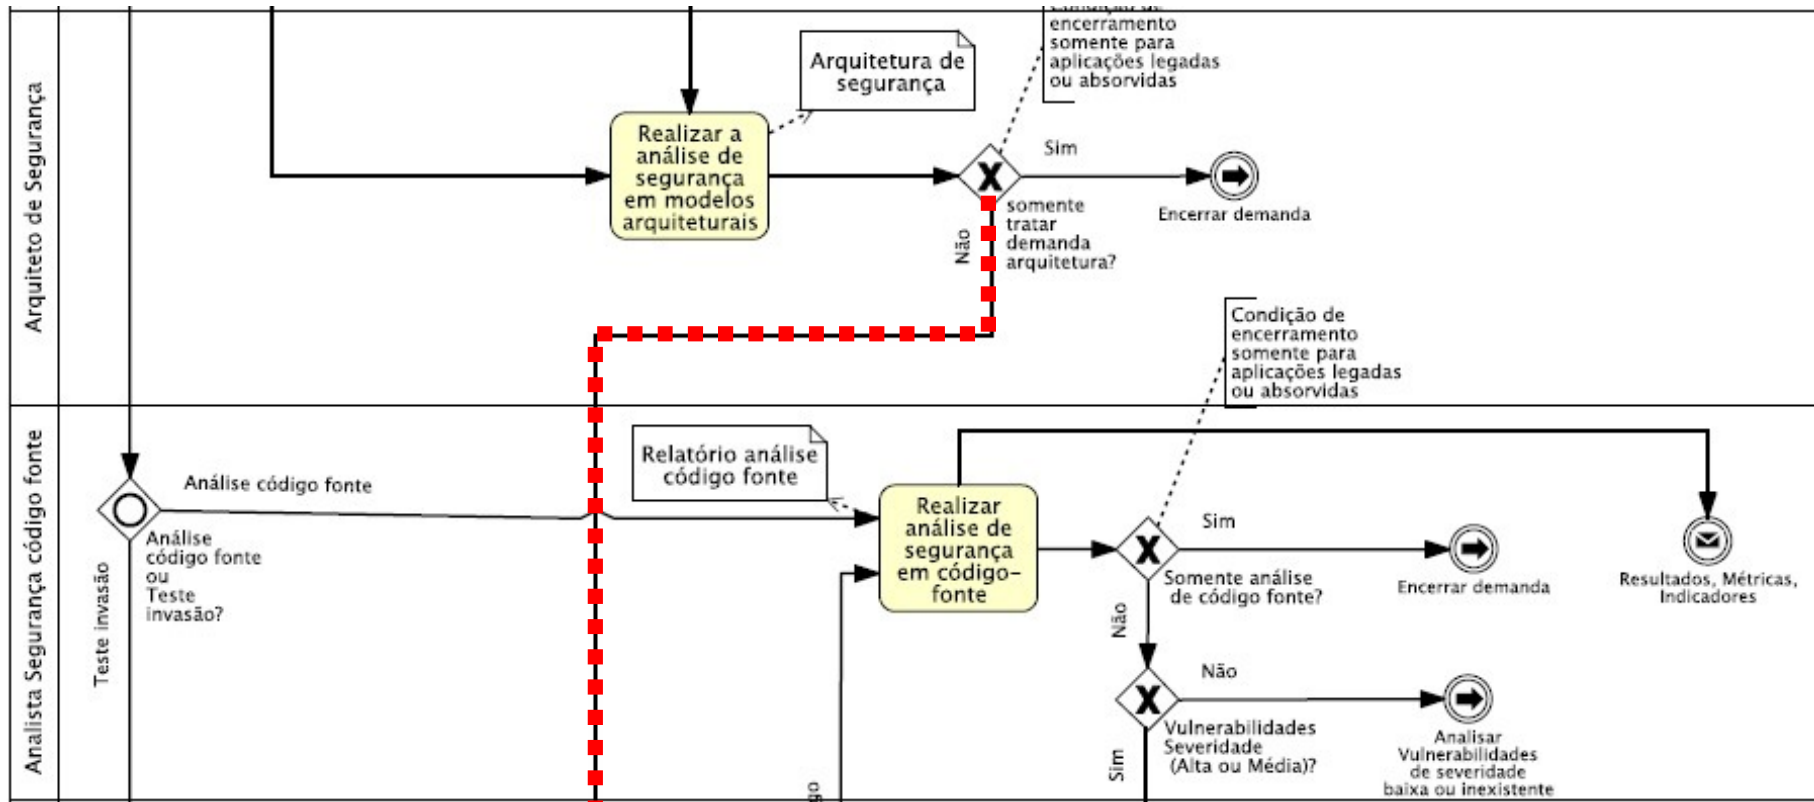 Arquiteto de Segurança
Realizar a
análise de
segurança
em modelos
arquiteturais
Arquitetura de
segurança
Condição de
encerramento
somente para
aplicações legadas
ou absorvidas
Sim
Encerrar demanda
somente
tratar
demanda
arquitetura?
Não
Condição de
encerramento
somente para
aplicações legadas
ou absorvidas
Analista Segurança código fonte
Análise código fonte
Análise
código fonte
ou
Teste
invasão?
Teste invasão
Relatório análise
código fonte
Realizar
análise de
segurança
em código-
fonte
Sim
Somente análise
de código fonte?
Encerrar demanda
Resultados, Métricas,
Indicadores
Não
Não
Vulnerabilidades
Severidade
(Alta ou Média)?
Sim
Analisar
Vulnerabilidades
de severidade
baixa ou inexistente